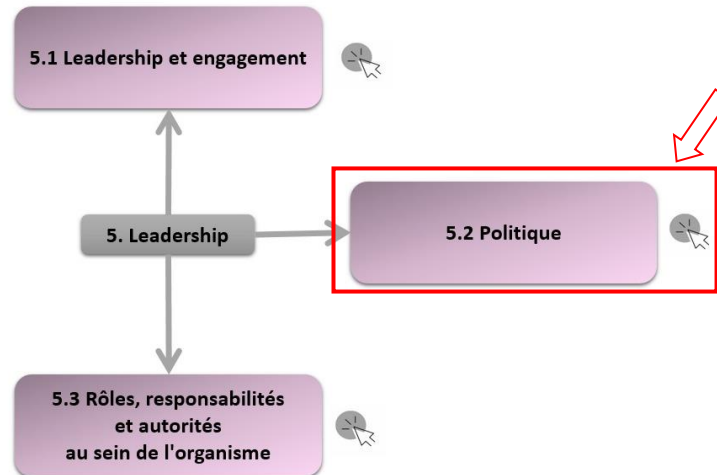 5.1 Leadership et engagement
5. Leadership
5.2 Politique
5.3 Rôles, responsabilités
et autorités
au sein de l'organisme